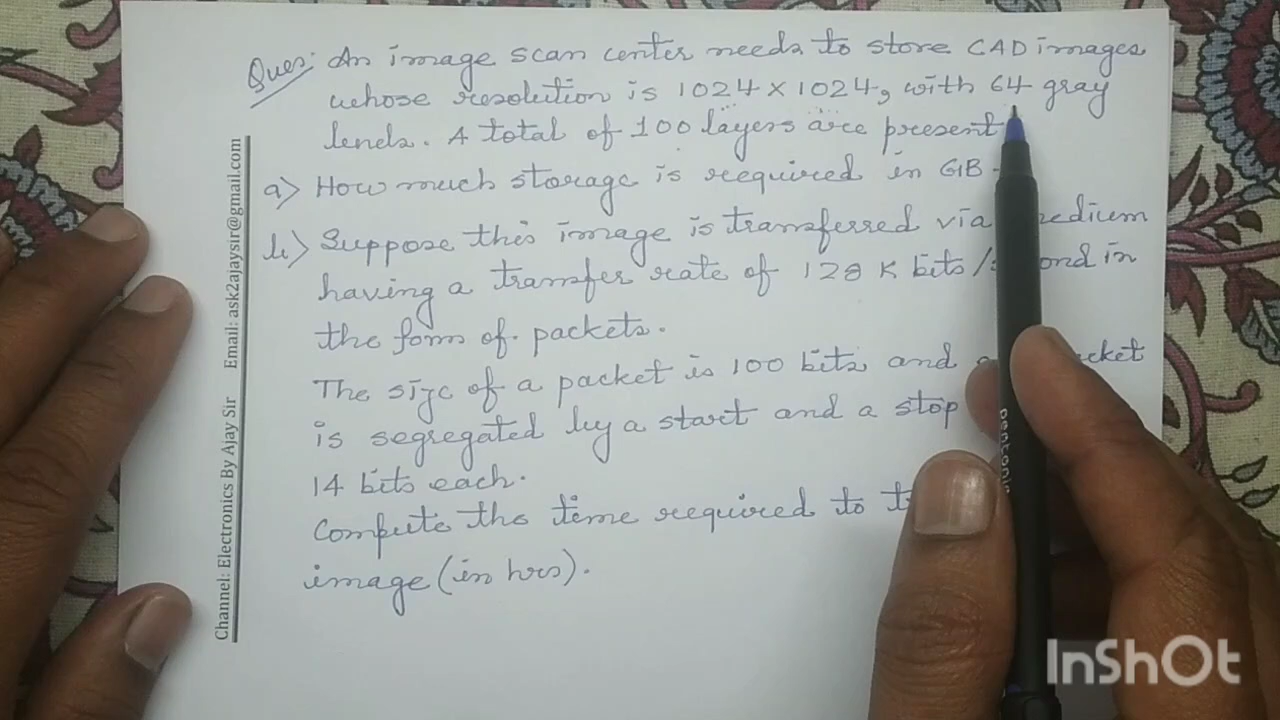 Ques: An image scan center needs to store CAD images
whose resolution is 1024 × 1024, with 64 gray
levels. A total of 100 layers are present
a) How much storage is required in GB.
b) Suppose this image is transferred via medium
having a transfer rate of 128 K bits/ in
the form of packets.
The size of a packet is 100 bits and
is segregated by a start and a stop
14 bits each.
Compute the time required to
image (in hrs).
Channel: Electronics By Ajay Sir Email: ask2ajaysir@gmail.com
pentonic
InShOt